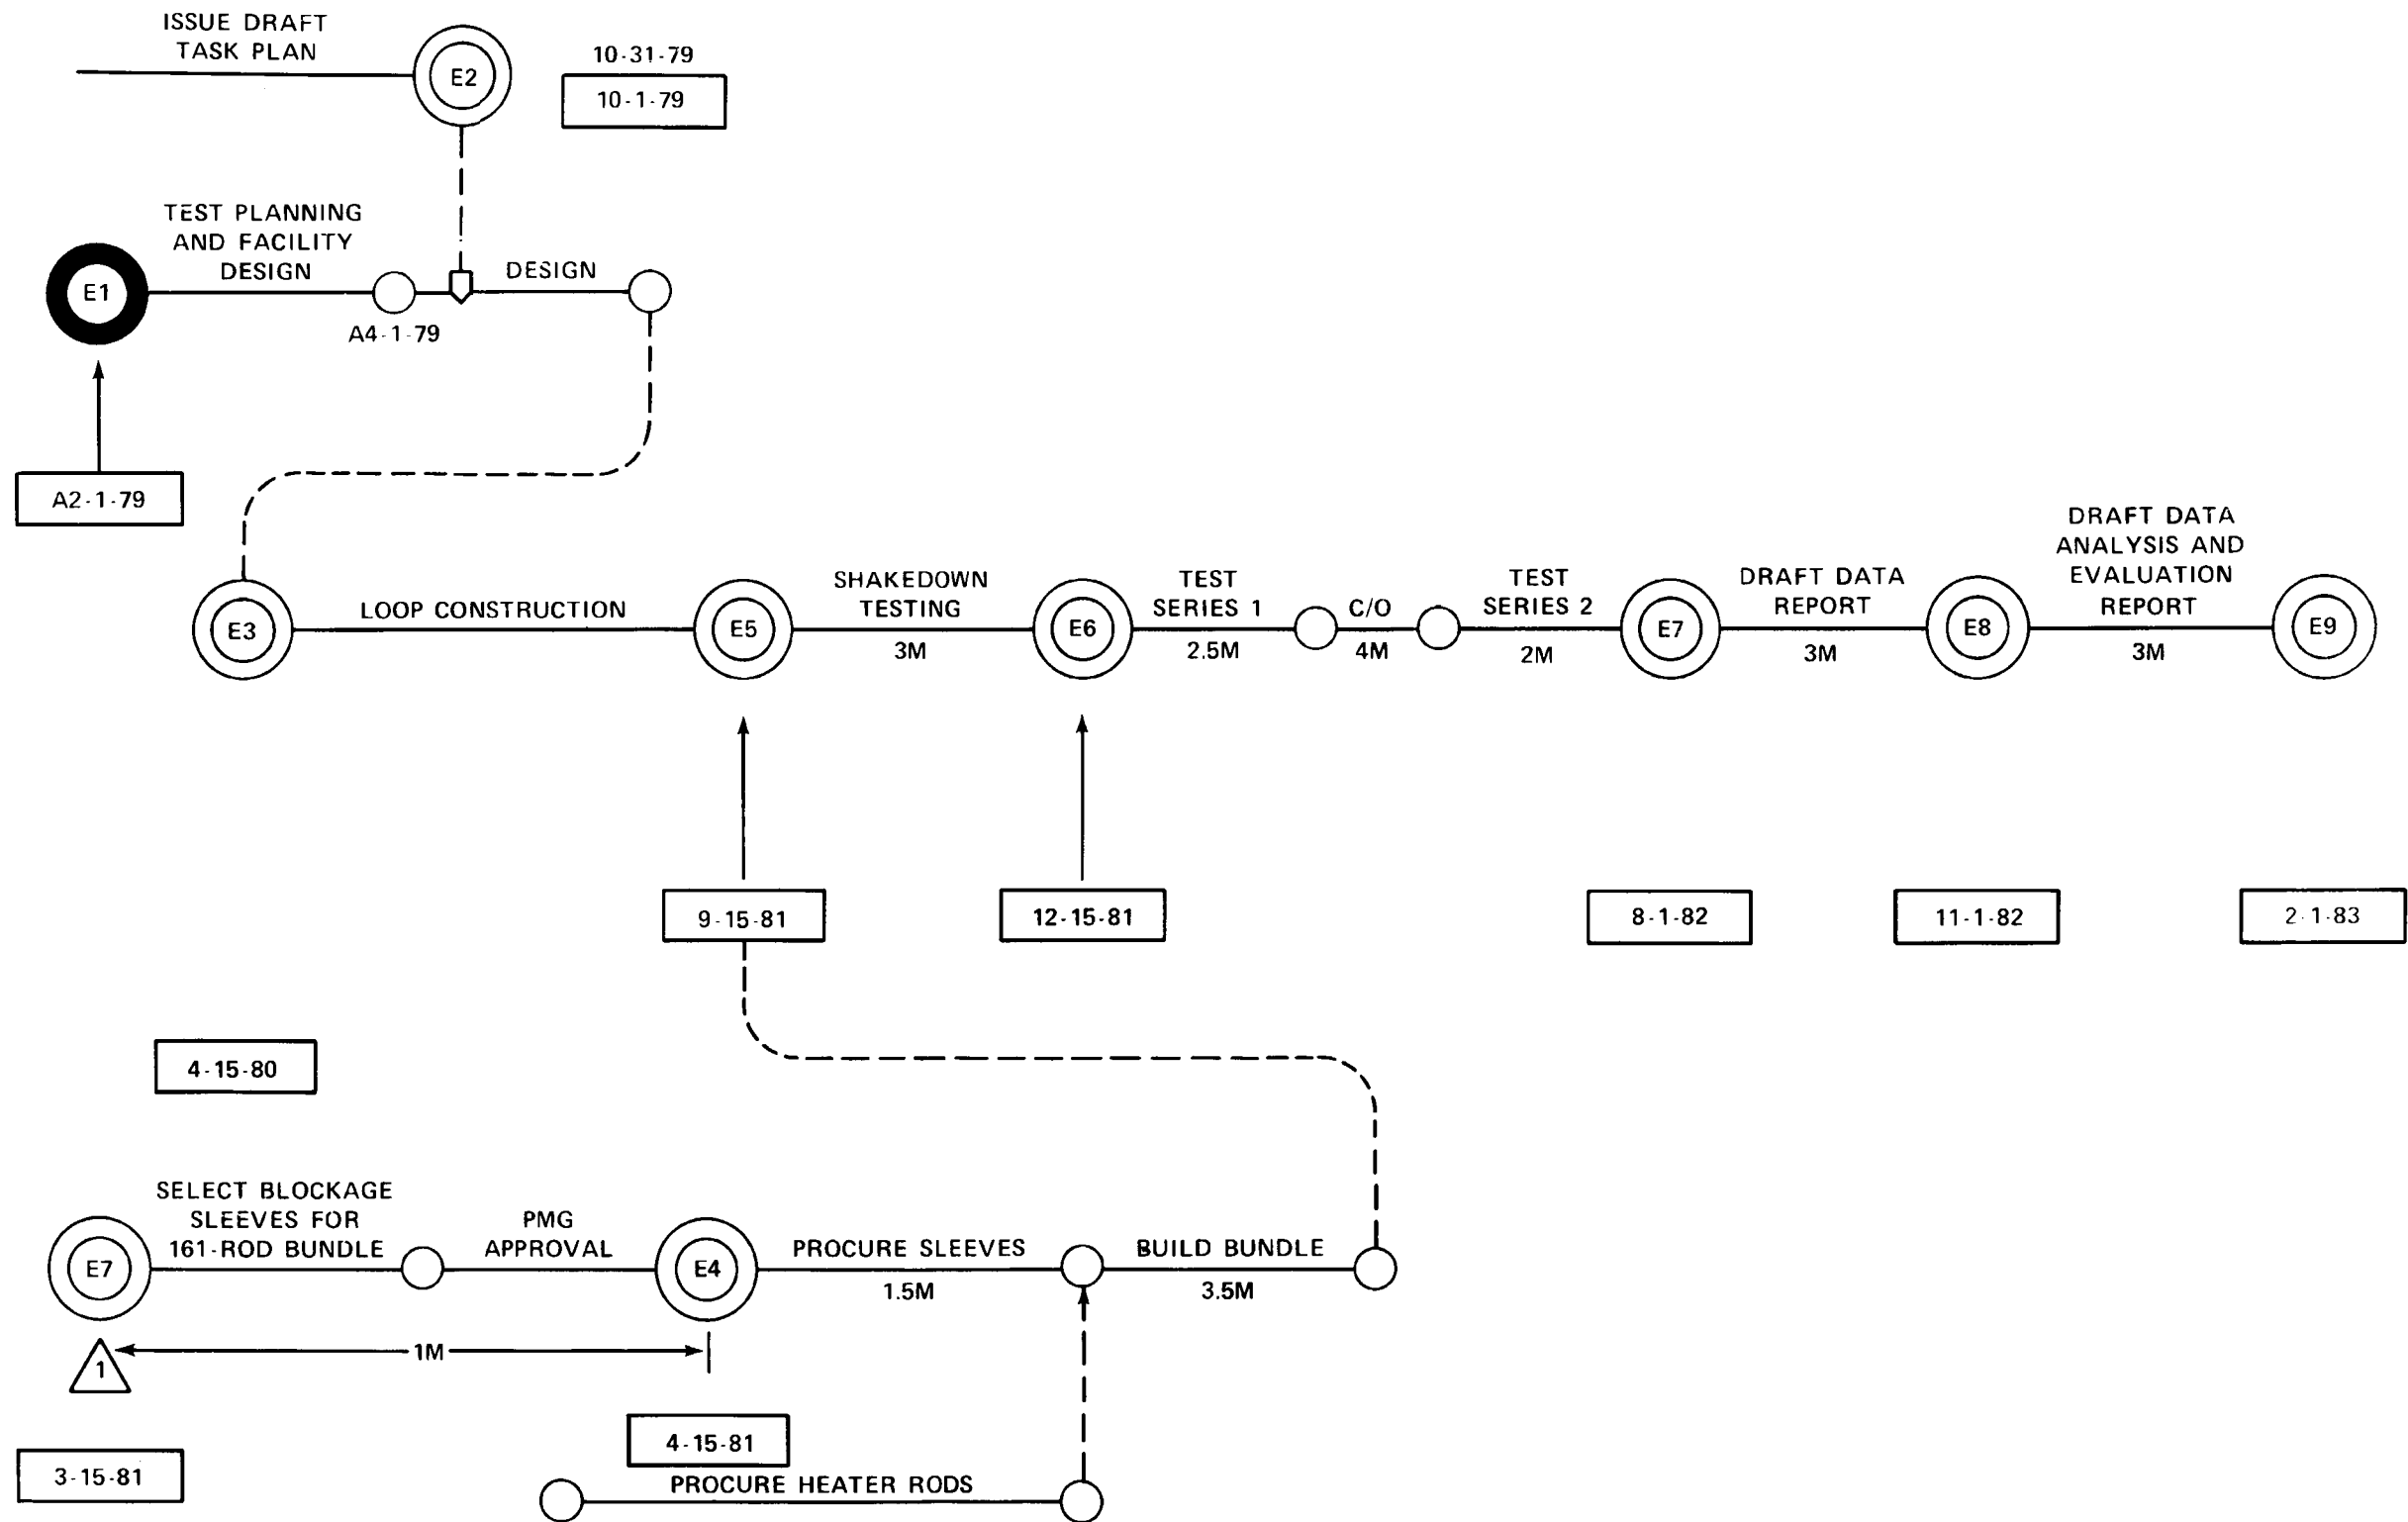 ISSUE DRAFT
TASK PLAN
E2
10-31-79
10-1-79
TEST PLANNING
AND FACILITY
DESIGN
E1
DESIGN
A4-1-79
A2-1-79
E3
LOOP CONSTRUCTION
E5
SHAKEDOWN
TESTING
3M
E6
TEST
SERIES 1
2.5M
C/O
4M
TEST
SERIES 2
2M
E7
DRAFT DATA
REPORT
3M
E8
DRAFT DATA
ANALYSIS AND
EVALUATION
REPORT
3M
E9
9-15-81
12-15-81
8-1-82
11-1-82
2-1-83
4-15-80
E7
SELECT BLOCKAGE
SLEEVES FOR
161-ROD BUNDLE
PMG
APPROVAL
E4
PROCURE SLEEVES
1.5M
BUILD BUNDLE
3.5M
1
1M
3-15-81
4-15-81
PROCURE HEATER RODS